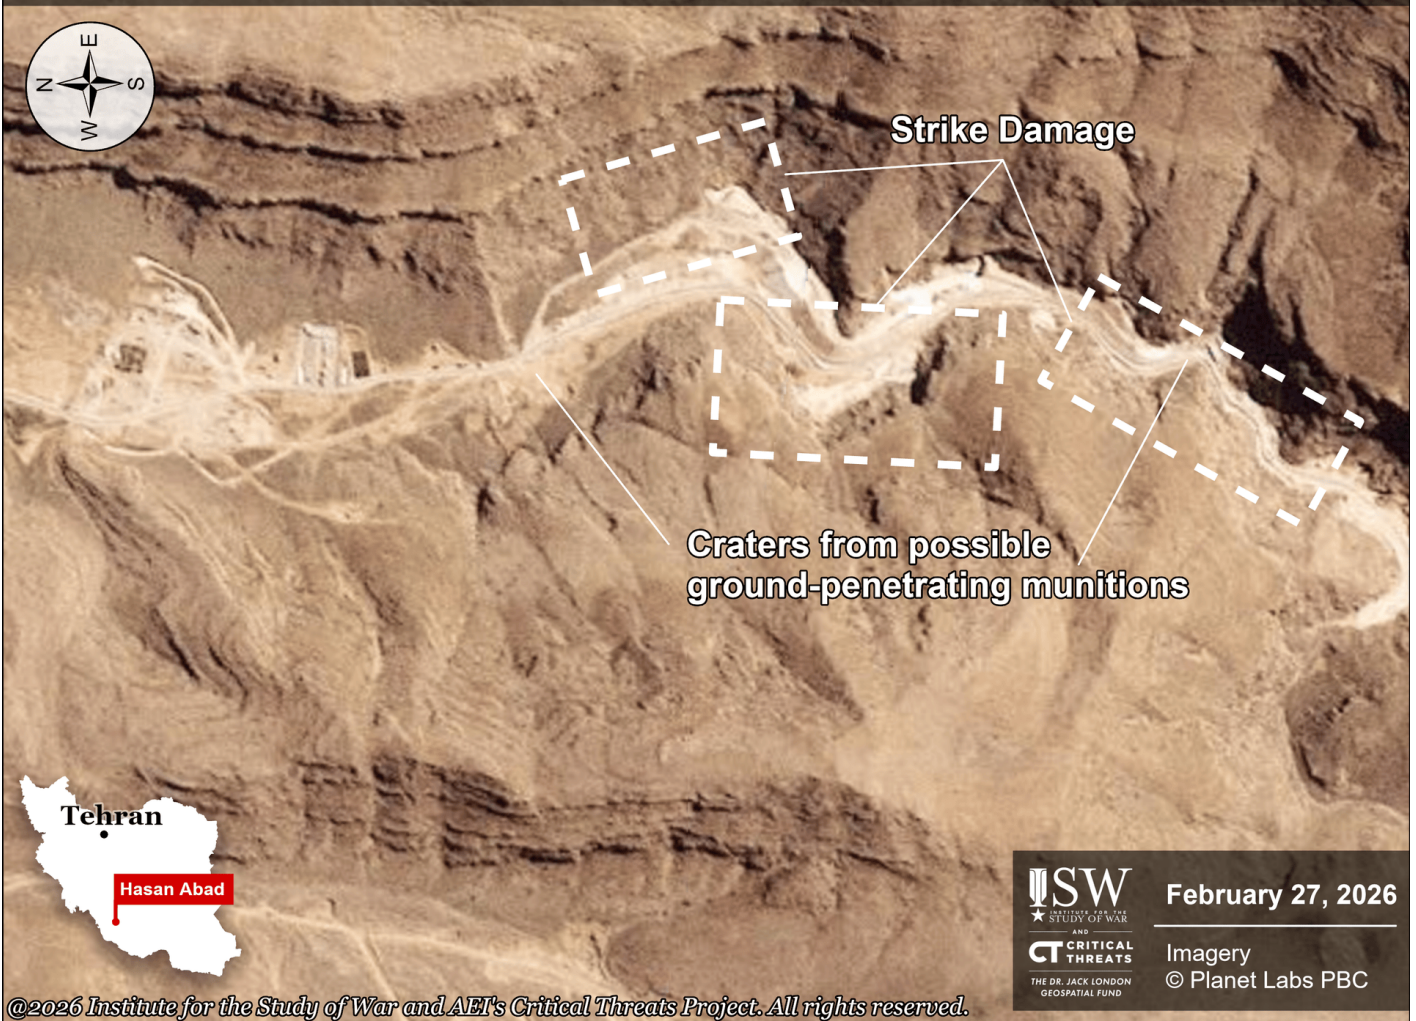 E
N
S
W
Strike Damage
Craters from possible
ground-penetrating munitions
Tehran
Hasan Abad
ISW
INSTITUTE FOR THE
STUDY OF WAR
AND
CT CRITICAL
THREATS
THE DR. JACK LONDON
GEOSPATIAL FUND
February 27, 2026
Imagery
© Planet Labs PBC
@2026 Institute for the Study of War and AEI's Critical Threats Project. All rights reserved.